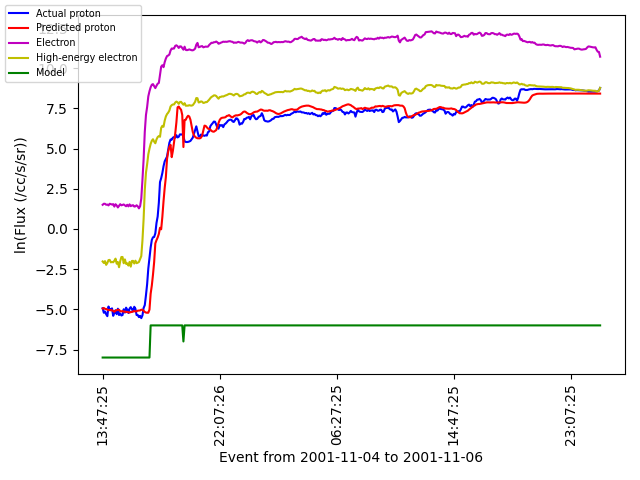 Actual proton
Predicted proton
Electron
High-energy electron
Model
7.5
5.0
2.5
0.0
−2.5
−5.0
−7.5
ln(Flux (/cc/s/sr))
13:47:25
22:07:26
06:27:25
14:47:25
23:07:25
Event from 2001-11-04 to 2001-11-06